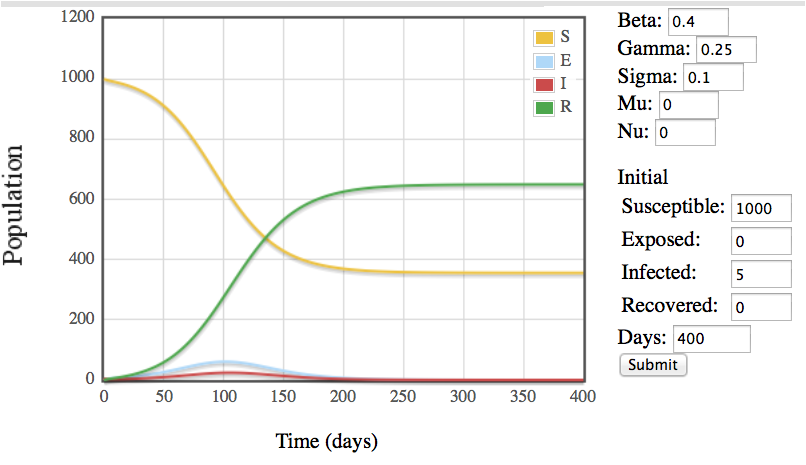 1200
1000
800
600
400
200
0
Population
S
E
I
R
0 50 100 150 200 250 300 350 400
Time (days)
Beta: 0.4
Gamma: 0.25
Sigma: 0.1
Mu: 0
Nu: 0
Initial
Susceptible: 1000
Exposed: 0
Infected: 5
Recovered: 0
Days: 400
Submit